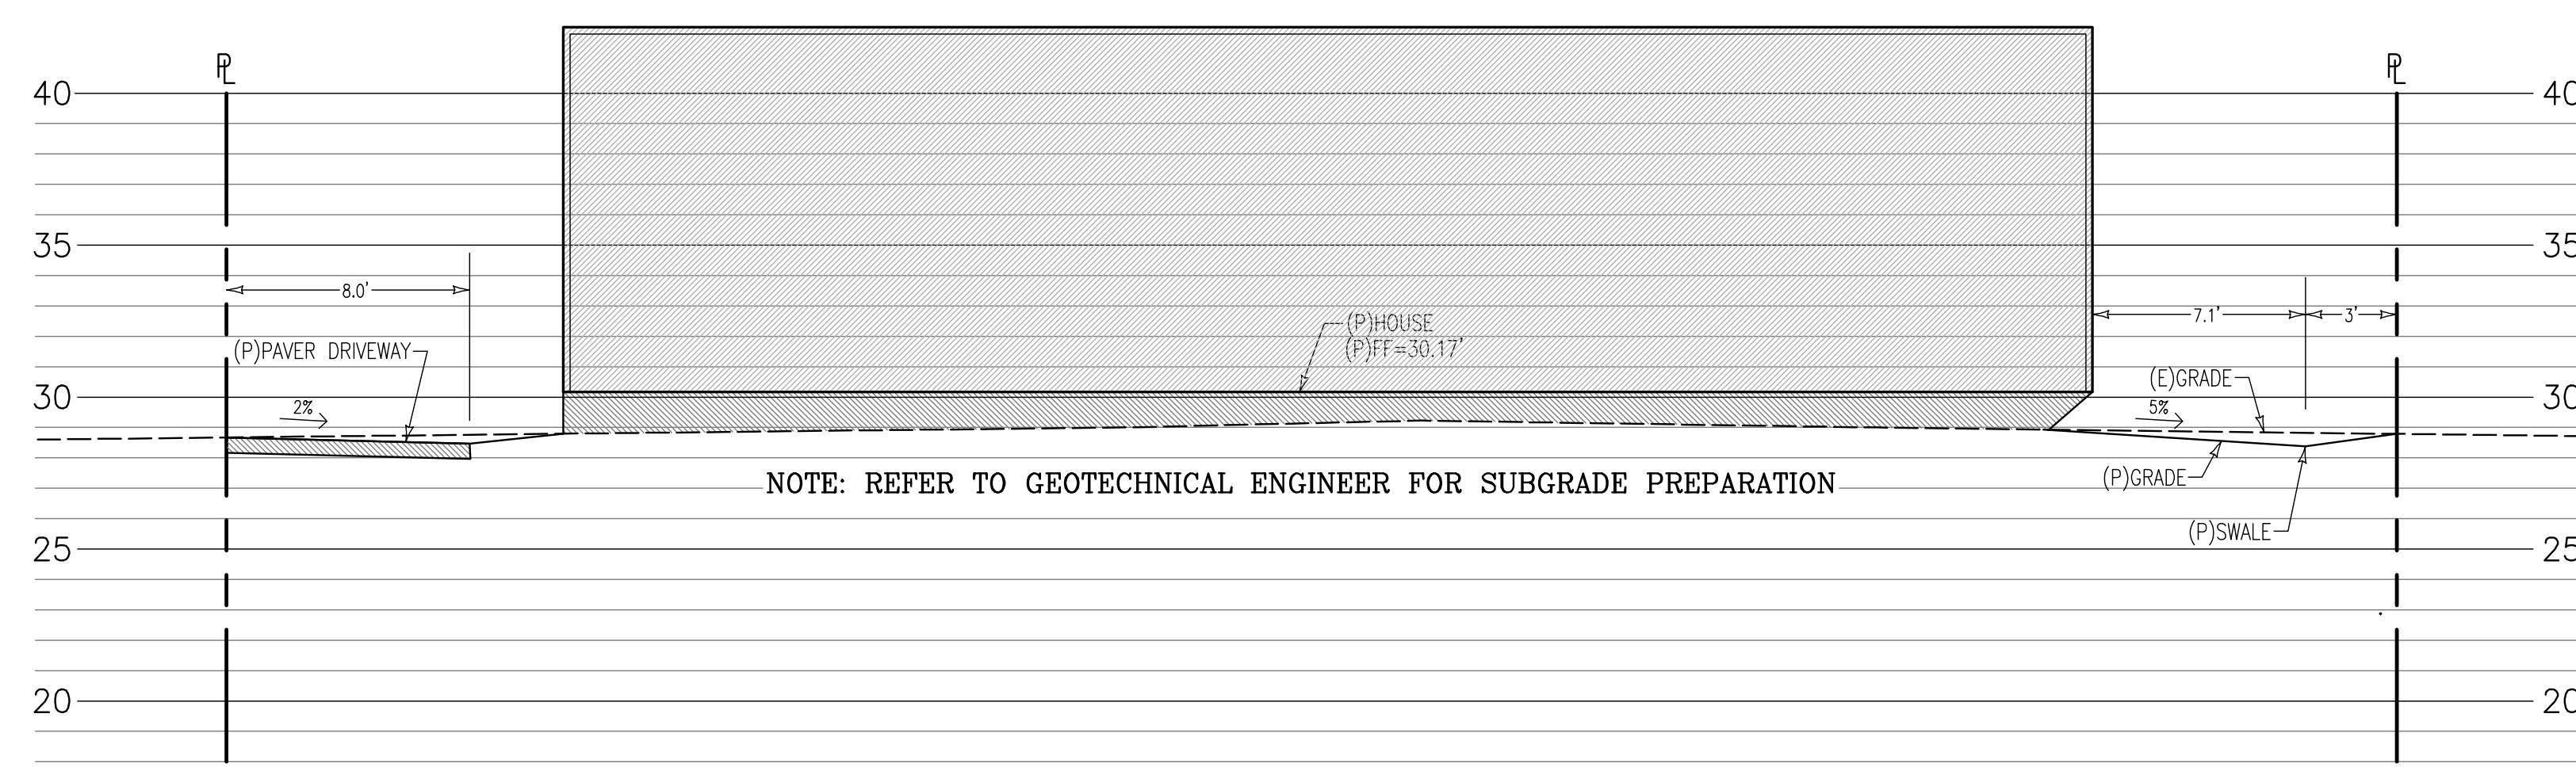 PL
PL
40
40
35
35
8.0'
7.1'
3'
(P)HOUSE
(P)FF=30.17'
(P)PAVER DRIVEWAY
(E)GRADE
30
30
2%
5%
(P)GRADE
NOTE: REFER TO GEOTECHNICAL ENGINEER FOR SUBGRADE PREPARATION
(P)SWALE
25
25
20
20